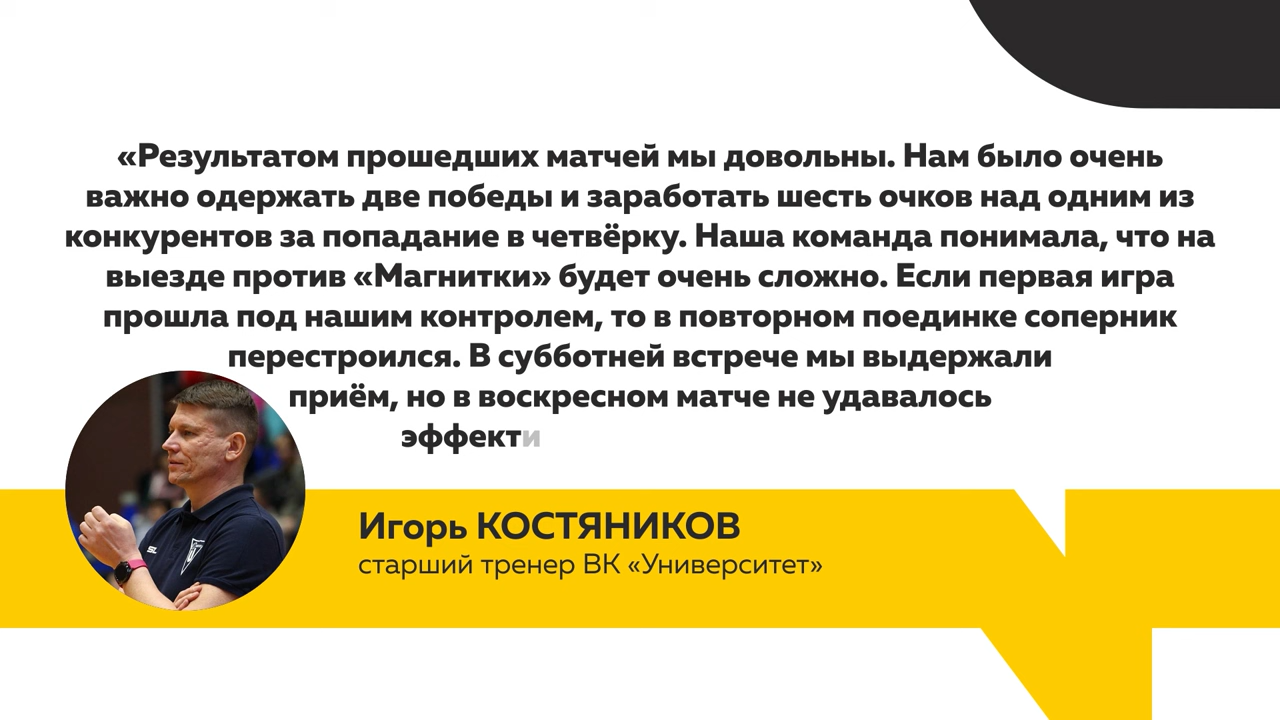 «Результатом прошедших матчей мы довольны. Нам было очень
важно одержать две победы и заработать шесть очков над одним из
конкурентов за попадание в четвёрку. Наша команда понимала, что на
выезде против «Магнитки» будет очень сложно. Если первая игра
прошла под нашим контролем, то в повторном поединке соперник
перестроился. В субботней встрече мы выдержали
приём, но в воскресном матче не удавалось
эффекти
Игорь КОСТЯНИКОВ
старший тренер ВК «Университет»